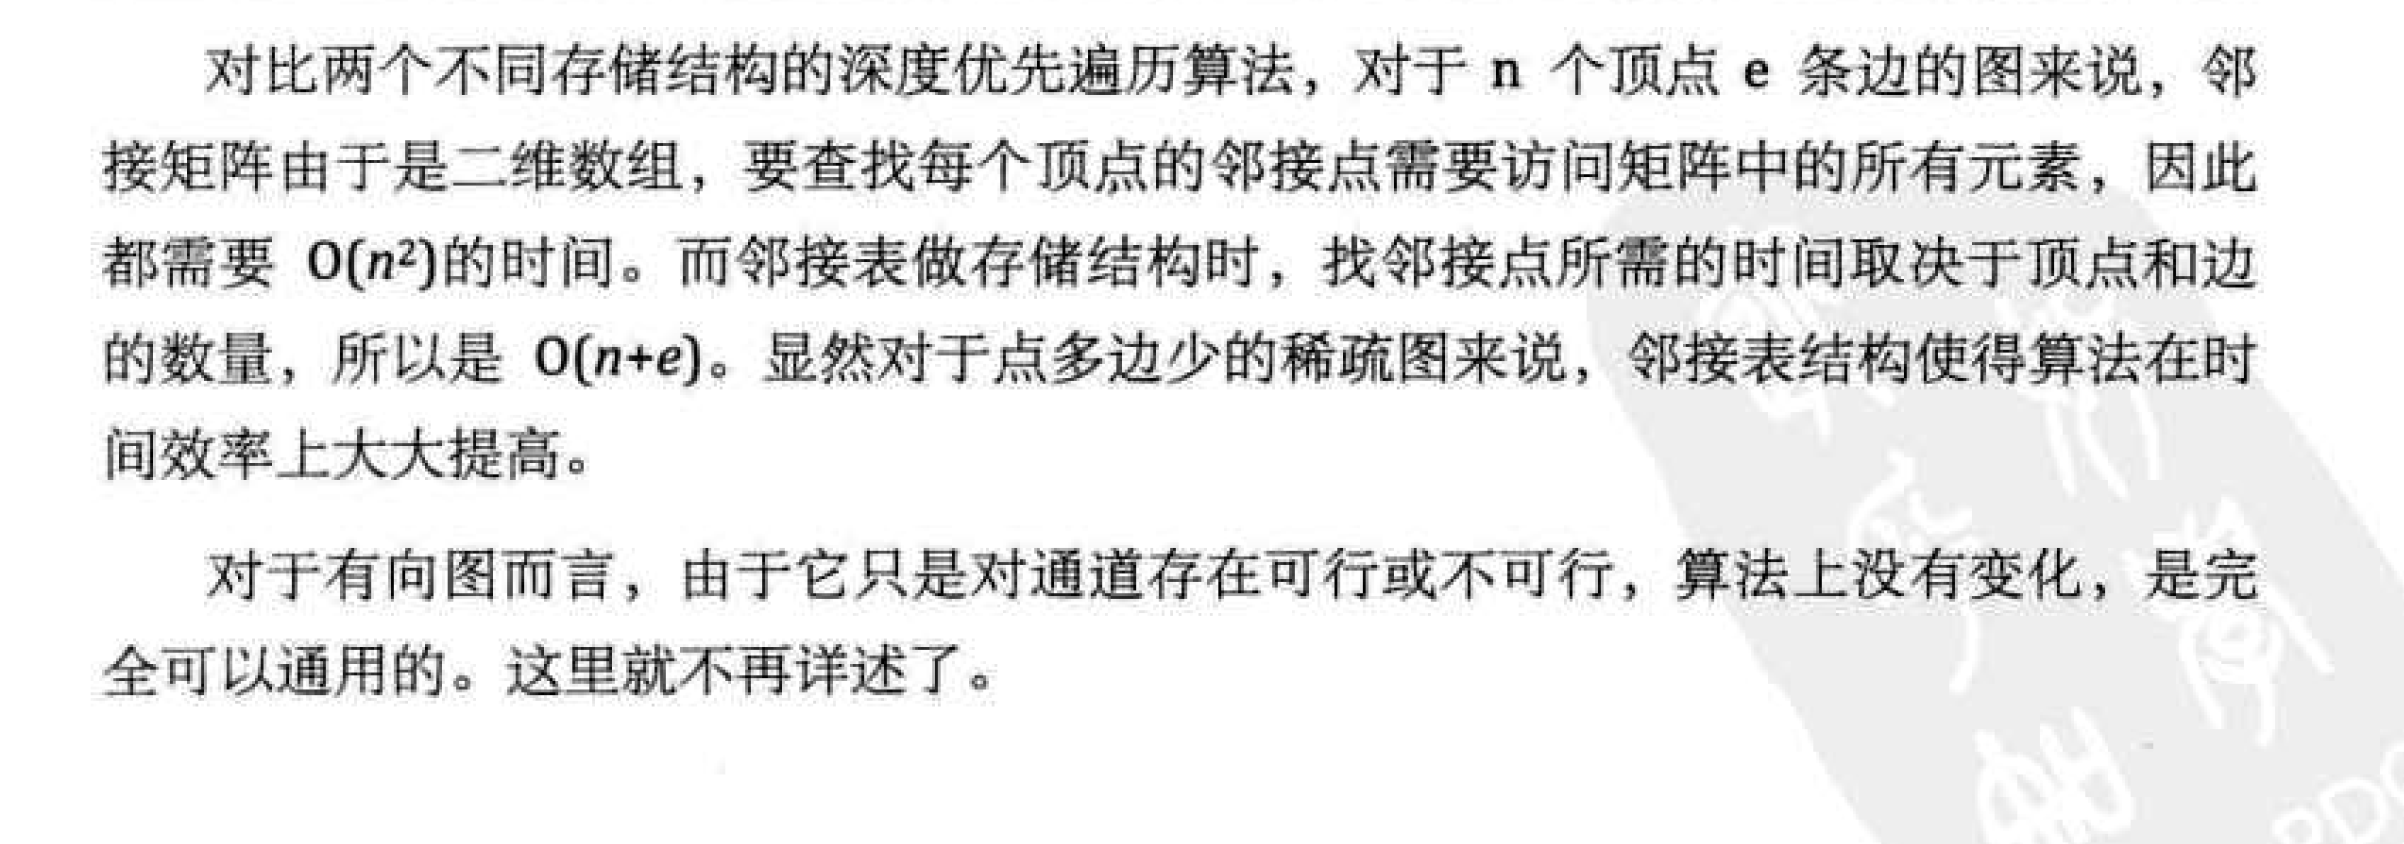 对比两个不同存储结构的深度优先遍历算法，对于 n 个顶点 e 条边的图来说，邻
接矩阵由于是二维数组，要查找每个顶点的邻接点需要访问矩阵中的所有元素，因此
都需要 O(n²)的时间。而邻接表做存储结构时，找邻接点所需的时间取决于顶点和边
的数量，所以是 O(n+e)。显然对于点多边少的稀疏图来说，邻接表结构使得算法在时
间效率上大大提高。
对于有向图而言，由于它只是对通道存在可行或不可行，算法上没有变化，是完
全可以通用的。这里就不再详述了。